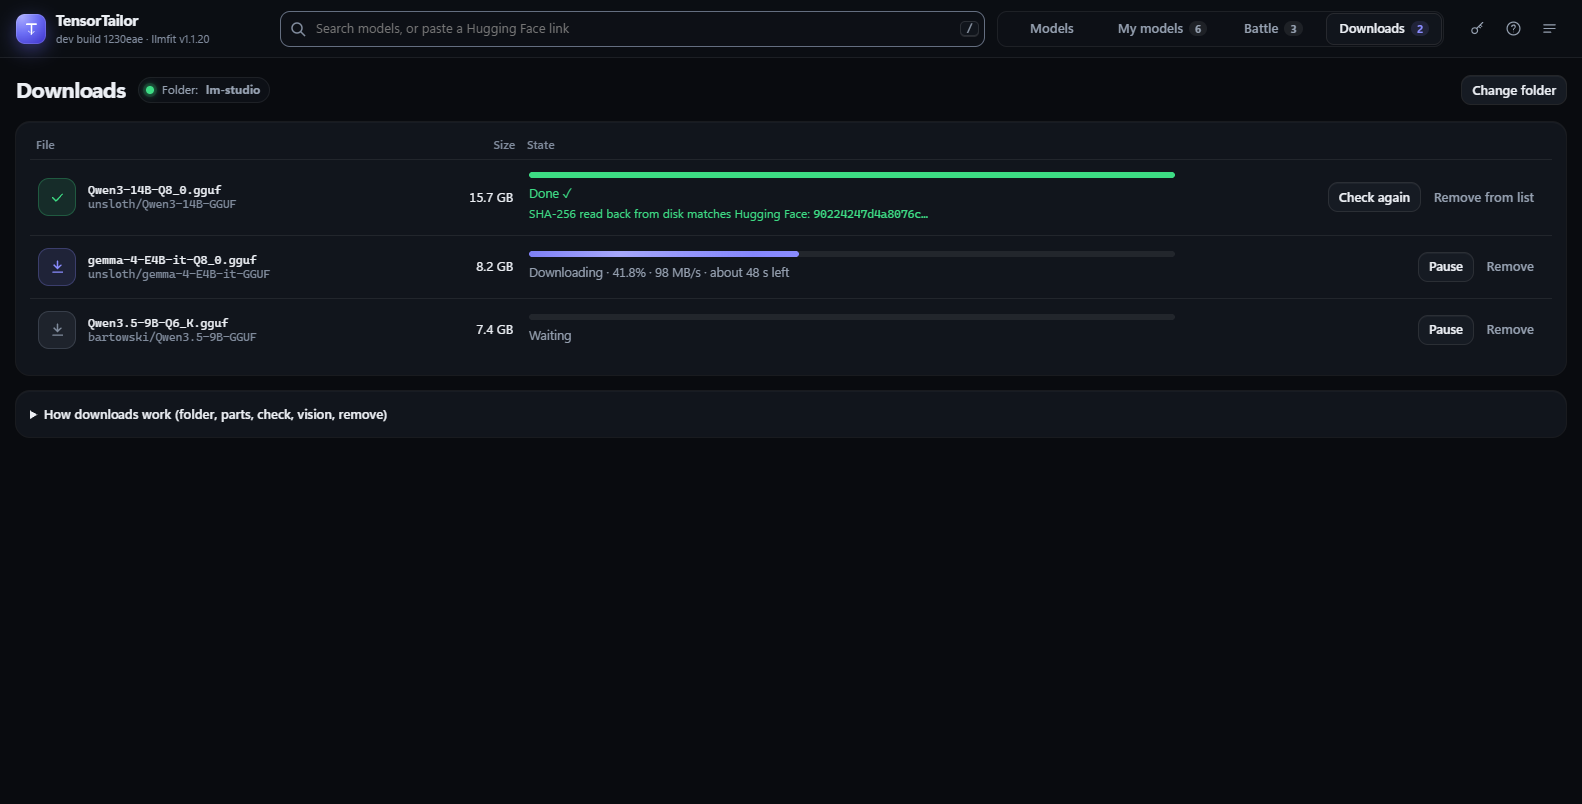 TensorTailor
dev build 1230eae · llmfit v1.1.20
Search models, or paste a Hugging Face link /
Models My models 6 Battle 3 Downloads 2
Downloads Folder: lm-studio Change folder
File Size State
Qwen3-14B-Q8_0.gguf
unsloth/Qwen3-14B-GGUF
15.7 GB
Done ✓
SHA-256 read back from disk matches Hugging Face: 90224247d4a8076c…
Check again Remove from list
gemma-4-E4B-it-Q8_0.gguf
unsloth/gemma-4-E4B-it-GGUF
8.2 GB
Downloading · 41.8% · 98 MB/s · about 48 s left
Pause Remove
Qwen3.5-9B-Q6_K.gguf
bartowski/Qwen3.5-9B-GGUF
7.4 GB
Waiting
Pause Remove
How downloads work (folder, parts, check, vision, remove)